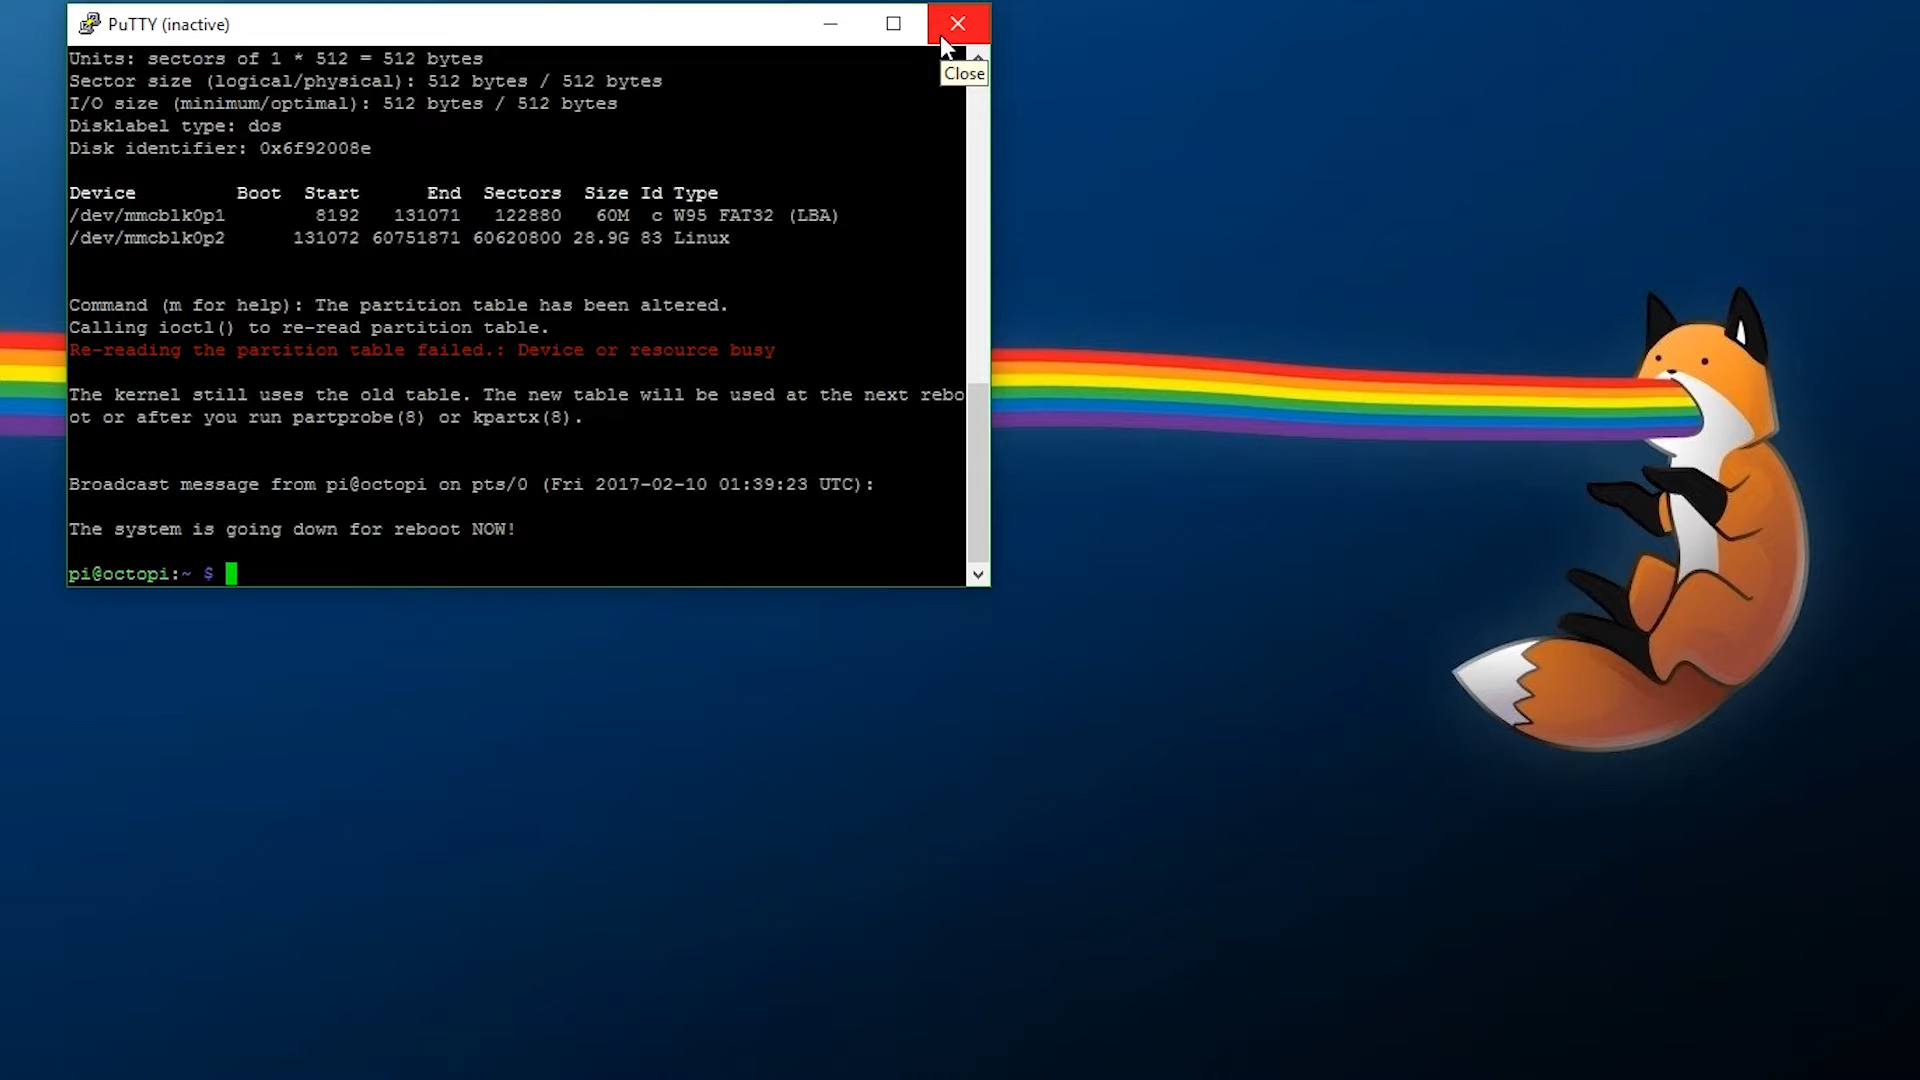 PuTTY (inactive)
Close
Units: sectors of 1 * 512 = 512 bytes
Sector size (logical/physical): 512 bytes / 512 bytes
I/O size (minimum/optimal): 512 bytes / 512 bytes
Disklabel type: dos
Disk identifier: 0x6f92008e
Device         Boot  Start      End  Sectors  Size Id Type
/dev/mmcblk0p1        8192   131071   122880   60M  c W95 FAT32 (LBA)
/dev/mmcblk0p2      131072 60751871 60620800 28.9G 83 Linux
Command (m for help): The partition table has been altered.
Calling ioctl() to re-read partition table.
Re-reading the partition table failed.: Device or resource busy
The kernel still uses the old table. The new table will be used at the next rebo
ot or after you run partprobe(8) or kpartx(8).
Broadcast message from pi@octopi on pts/0 (Fri 2017-02-10 01:39:23 UTC):
The system is going down for reboot NOW!
pi@octopi:~ $